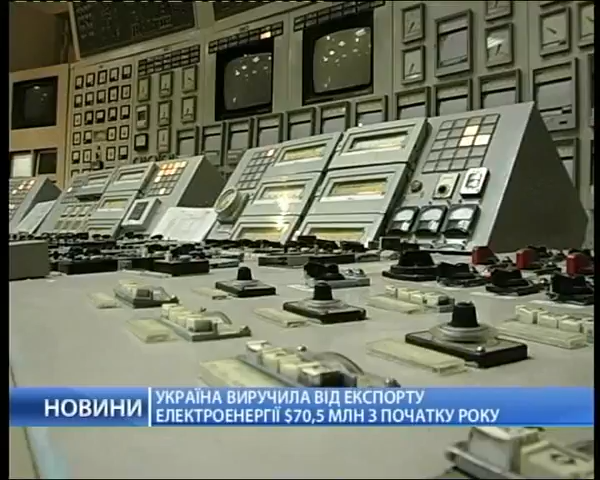 НОВИНИ
УКРАЇНА ВИРУЧИЛА ВІД ЕКСПОРТУ
ЕЛЕКТРОЕНЕРГІЇ $70,5 МЛН З ПОЧАТКУ РОКУ